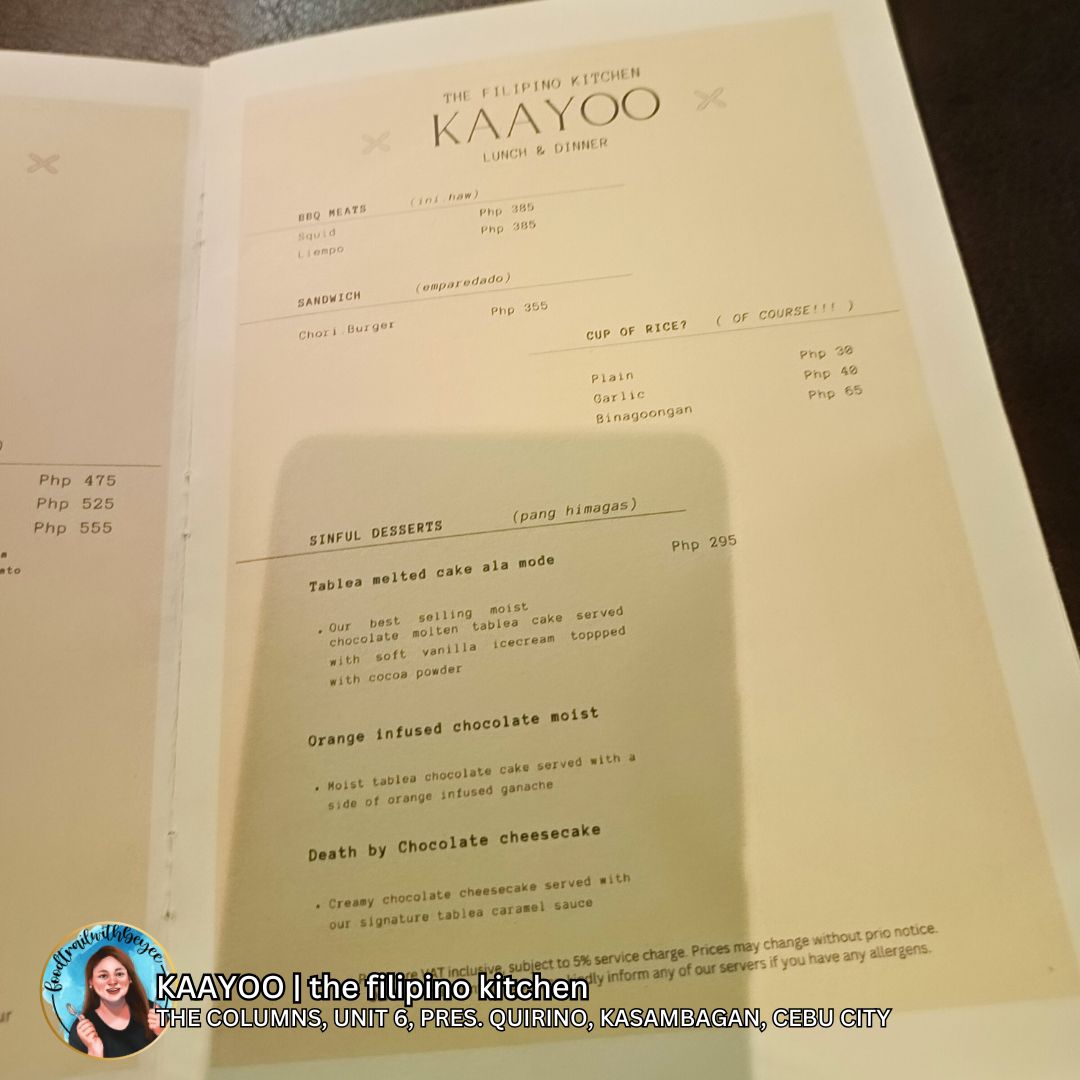 )
Php 475
Php 525
Php 555
THE FILIPINO KITCHEN
KAAYOO
LUNCH & DINNER
BBQ MEATS (ini.haw)
Squid Php 385
Liempo Php 385
SANDWICH (emparedado)
Chori.Burger Php 355
CUP OF RICE? ( OF COURSE!!! )
Plain Php 30
Garlic Php 40
Binagoongan Php 65
SINFUL DESSERTS (pang himagas)
Tablea melted cake ala mode Php 295
• Our best selling moist
chocolate molten tablea cake served
with soft vanilla icecream toppped
with cocoa powder
Orange infused chocolate moist
• Moist tablea chocolate cake served with a
side of orange infused ganache
Death by Chocolate cheesecake
• Creamy chocolate cheesecake served with
our signature tablea caramel sauce
VAT inclusive, subject to 5% service charge. Prices may change without prio notice.
inform any of our servers if you have any allergens.
foodtrailwithbeyee
KAAYOO | the filipino kitchen
THE COLUMNS, UNIT 6, PRES. QUIRINO, KASAMBAGAN, CEBU CITY